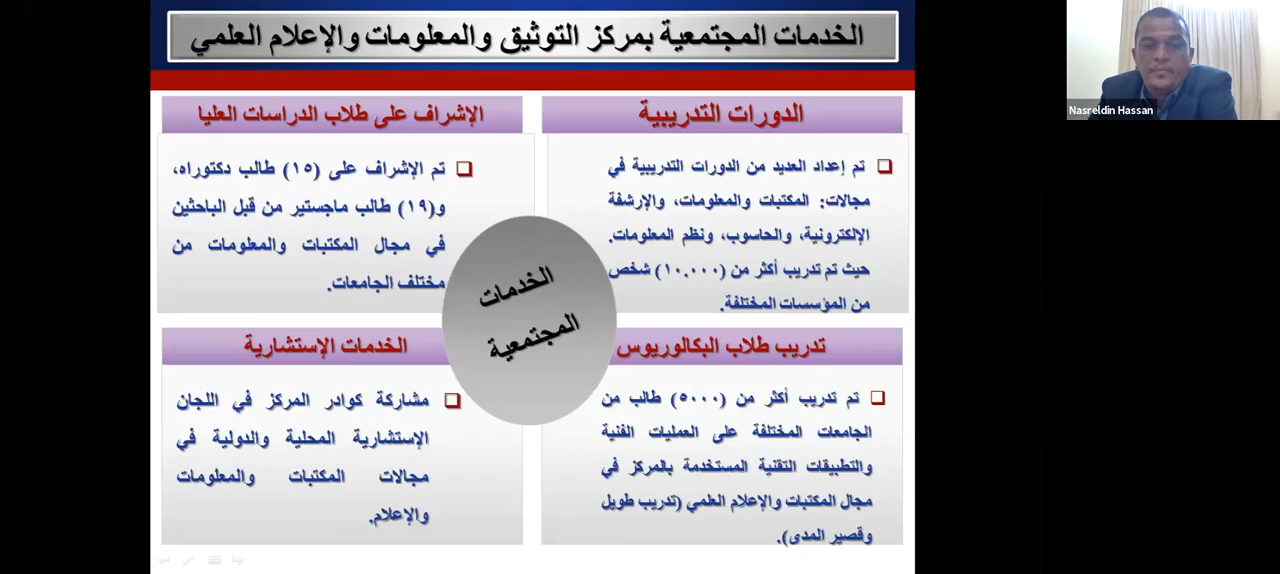 الخدمات المجتمعية بمركز التوثيق والمعلومات والإعلام العلمي
الدورات التدريبية
تم إعداد العديد من الدورات التدريبية في
مجالات: المكتبات والمعلومات، والإرشفة
الإلكترونية، والحاسوب، ونظم المعلومات.
حيث تم تدريب أكثر من (١٠.٠٠٠) شخص
من المؤسسات المختلفة.
الإشراف على طلاب الدراسات العليا
تم الإشراف على (١٥) طالب دكتوراه،
و(١٩) طالب ماجستير من قبل الباحثين
في مجال المكتبات والمعلومات من
مختلف الجامعات.
الخدمات
المجتمعية
تدريب طلاب البكالوريوس
تم تدريب أكثر من (٥٠٠٠) طالب من
الجامعات المختلفة على العمليات الفنية
والتطبيقات التقنية المستخدمة بالمركز في
مجال المكتبات والإعلام العلمي (تدريب طويل
وقصير المدى).
الخدمات الإستشارية
مشاركة كوادر المركز في اللجان
الإستشارية المحلية والدولية في
مجالات المكتبات والمعلومات
والإعلام.
Nasreldin Hassan